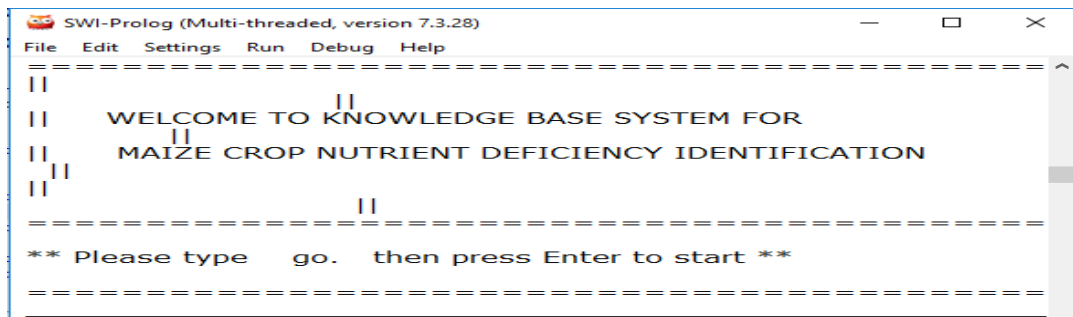 SWI-Prolog (Multi-threaded, version 7.3.28)
File Edit Settings Run Debug Help
==================================================
||
||
|| WELCOME TO KNOWLEDGE BASE SYSTEM FOR
||
|| MAIZE CROP NUTRIENT DEFICIENCY IDENTIFICATION
||
||
||
==================================================
** Please type go. then press Enter to start **
==================================================